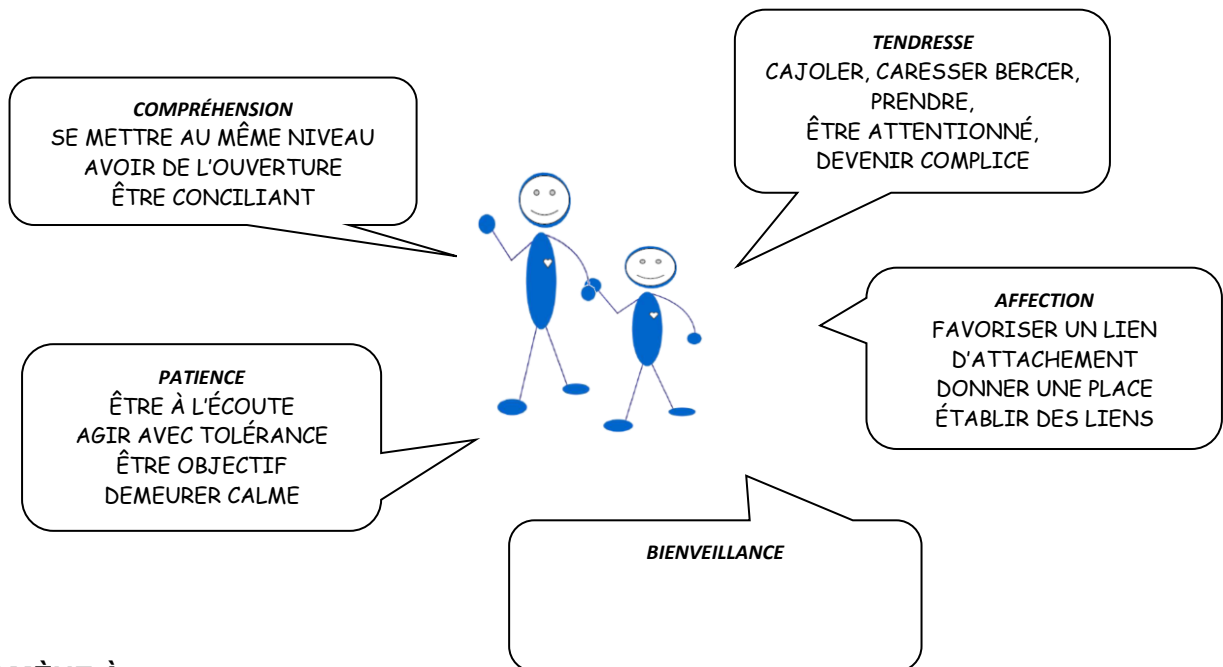 TENDRESSE
CAJOLER, CARESSER BERCER,
PRENDRE,
ÊTRE ATTENTIONNÉ,
DEVENIR COMPLICE
COMPRÉHENSION
SE METTRE AU MÊME NIVEAU
AVOIR DE L'OUVERTURE
ÊTRE CONCILIANT
AFFECTION
FAVORISER UN LIEN
D'ATTACHEMENT
DONNER UNE PLACE
ÉTABLIR DES LIENS
PATIENCE
ÊTRE À L'ÉCOUTE
AGIR AVEC TOLÉRANCE
ÊTRE OBJECTIF
DEMEURER CALME
BIENVEILLANCE